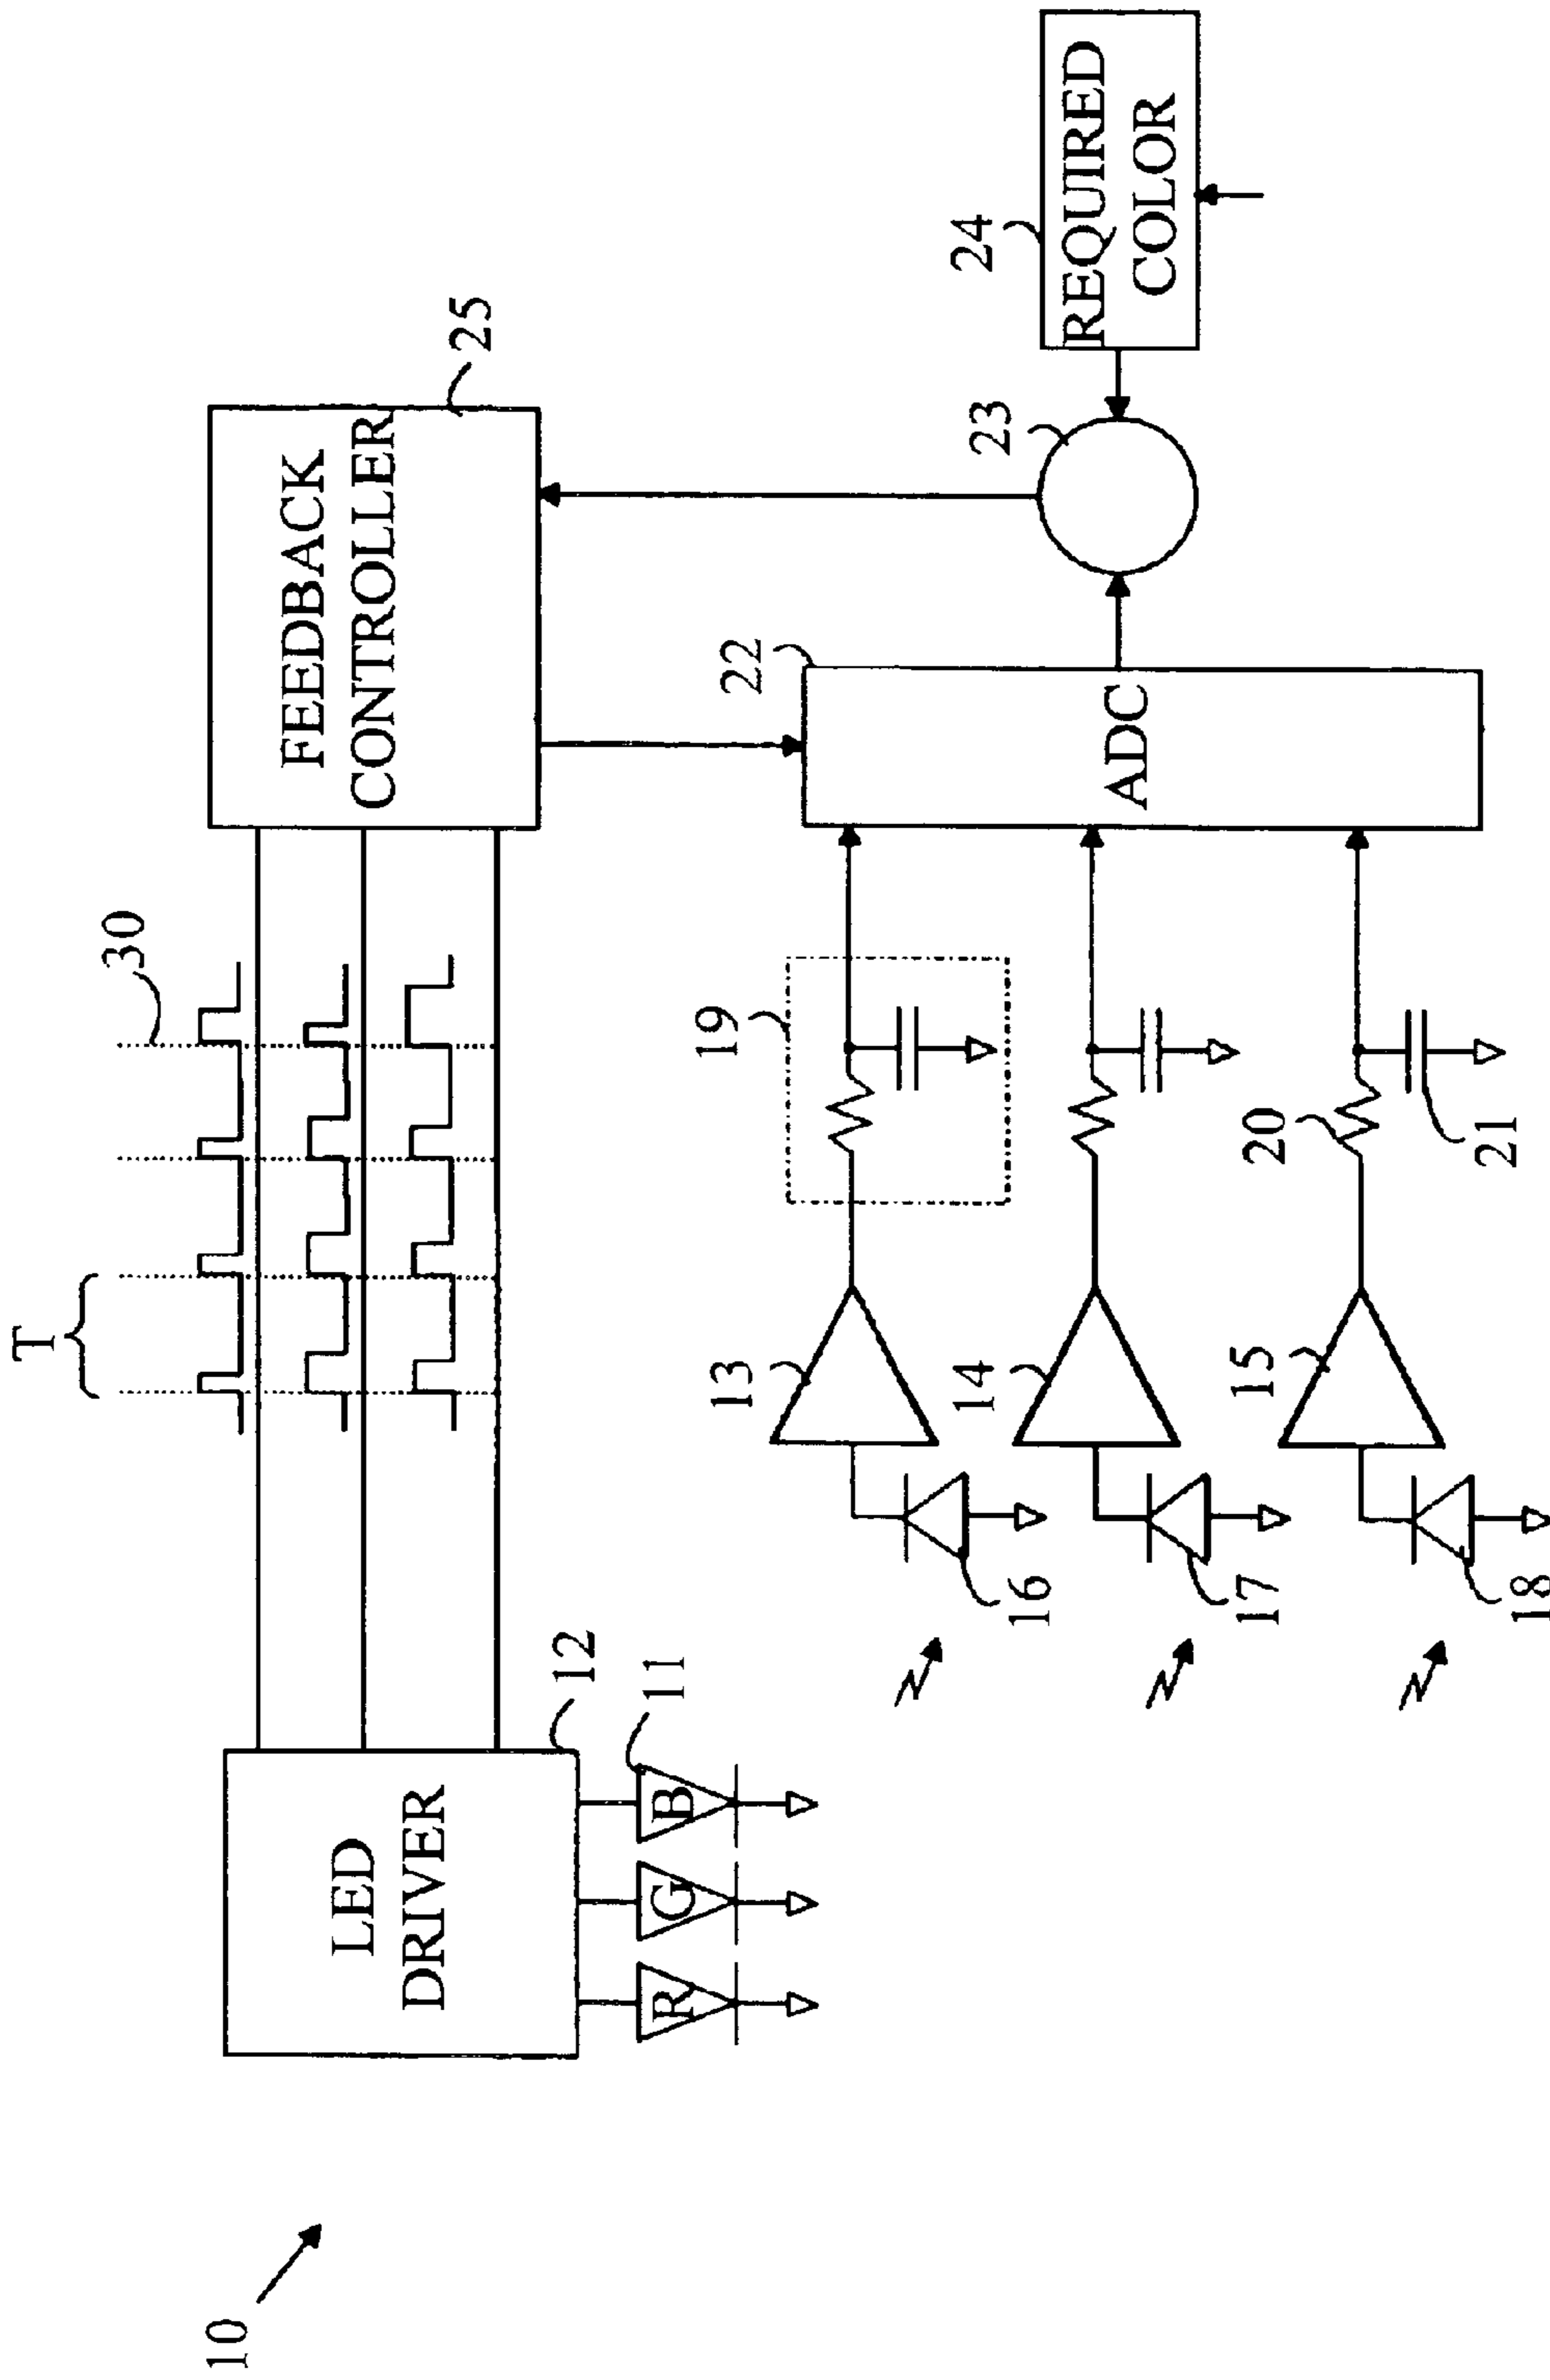 10
T
30
LED
DRIVER
FEEDBACK
CONTROLLER
25
12
R
G
B
11
13
19
22
ADC
23
24
REQUIRED
COLOR
16
14
17
15
20
21
18